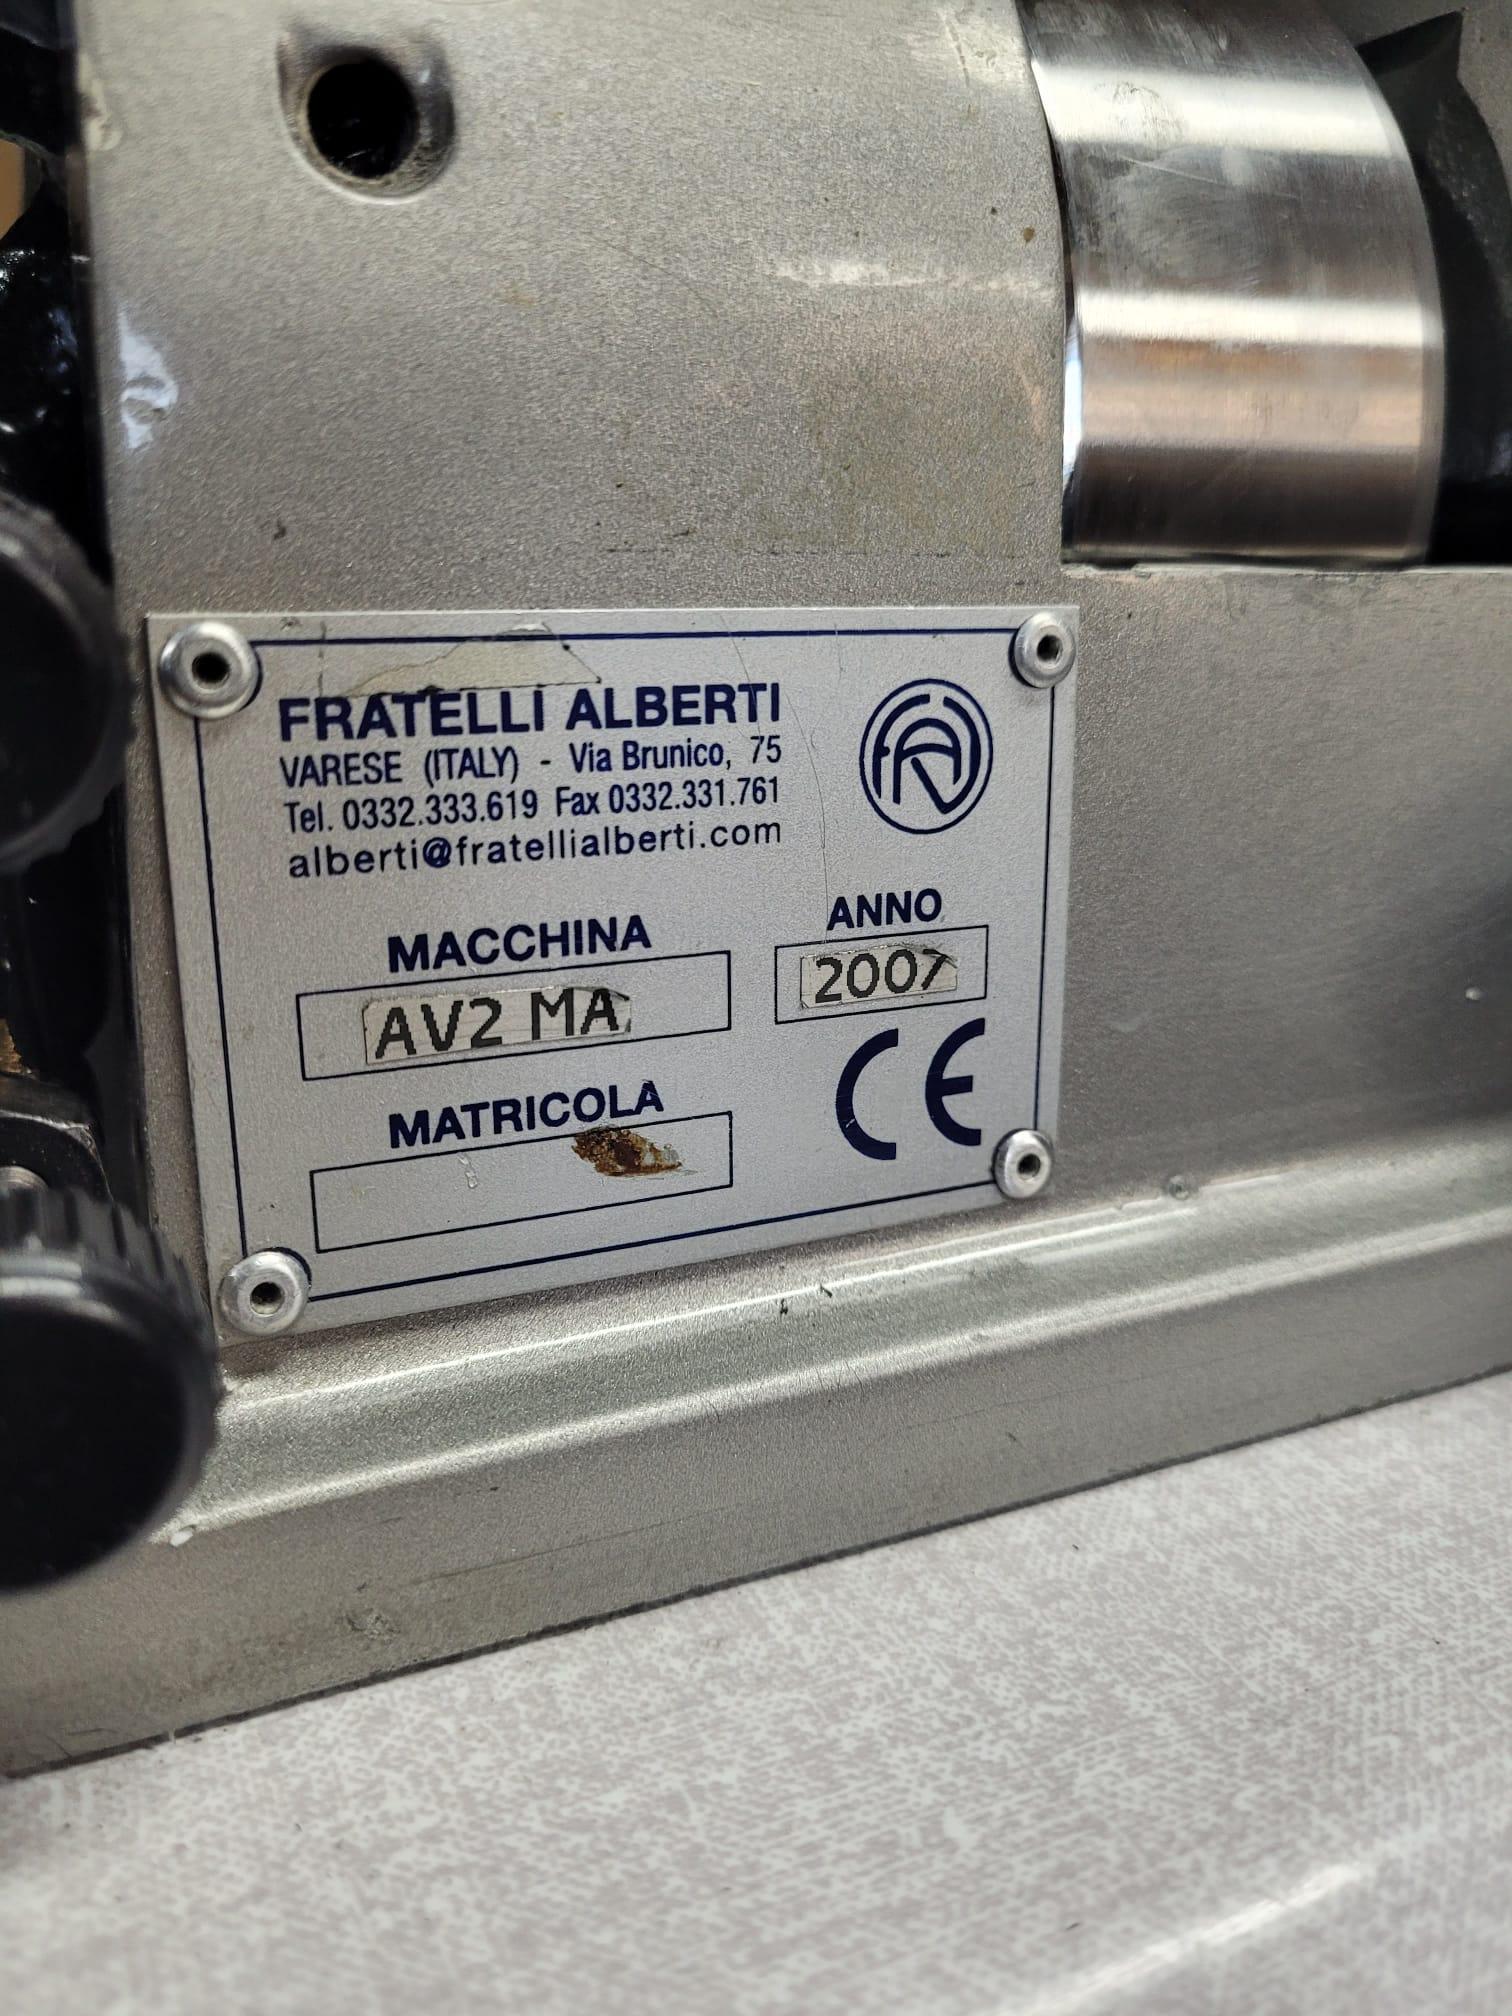 FRATELLI ALBERTI
VARESE (ITALY) - Via Brunico, 75
Tel. 0332.333.619 Fax 0332.331.761
alberti@fratellialberti.com
MACCHINA
ANNO
AV2 MA
2007
MATRICOLA
CE